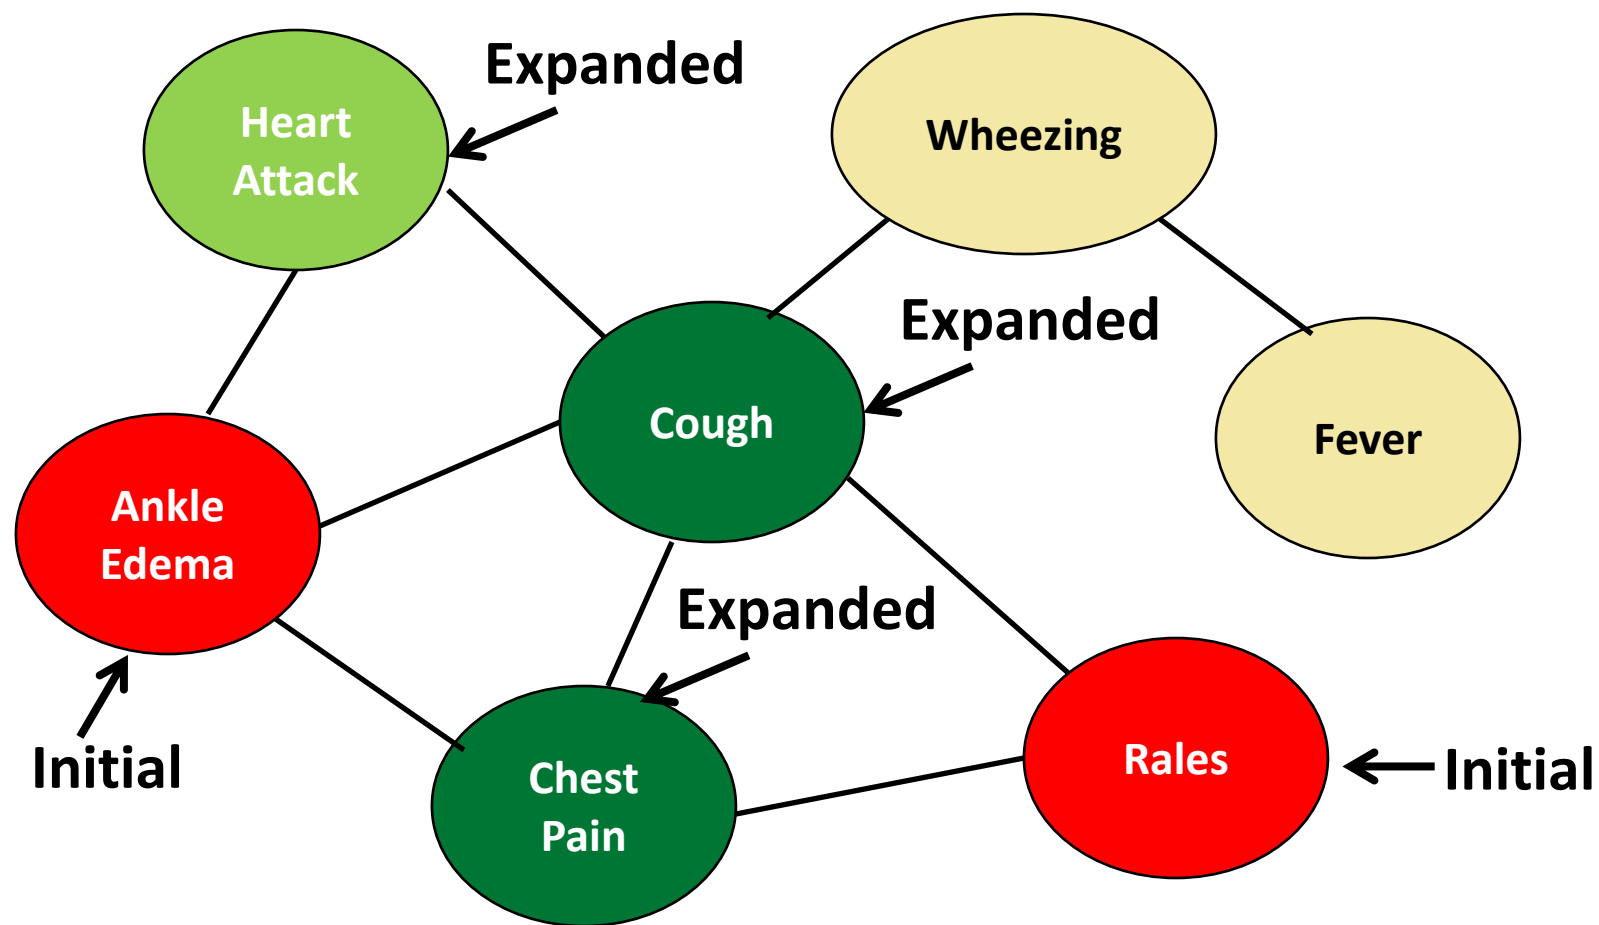 Expanded
Heart
Attack
Wheezing
Expanded
Cough
Fever
Ankle
Edema
Expanded
Initial
Chest
Pain
Rales
Initial